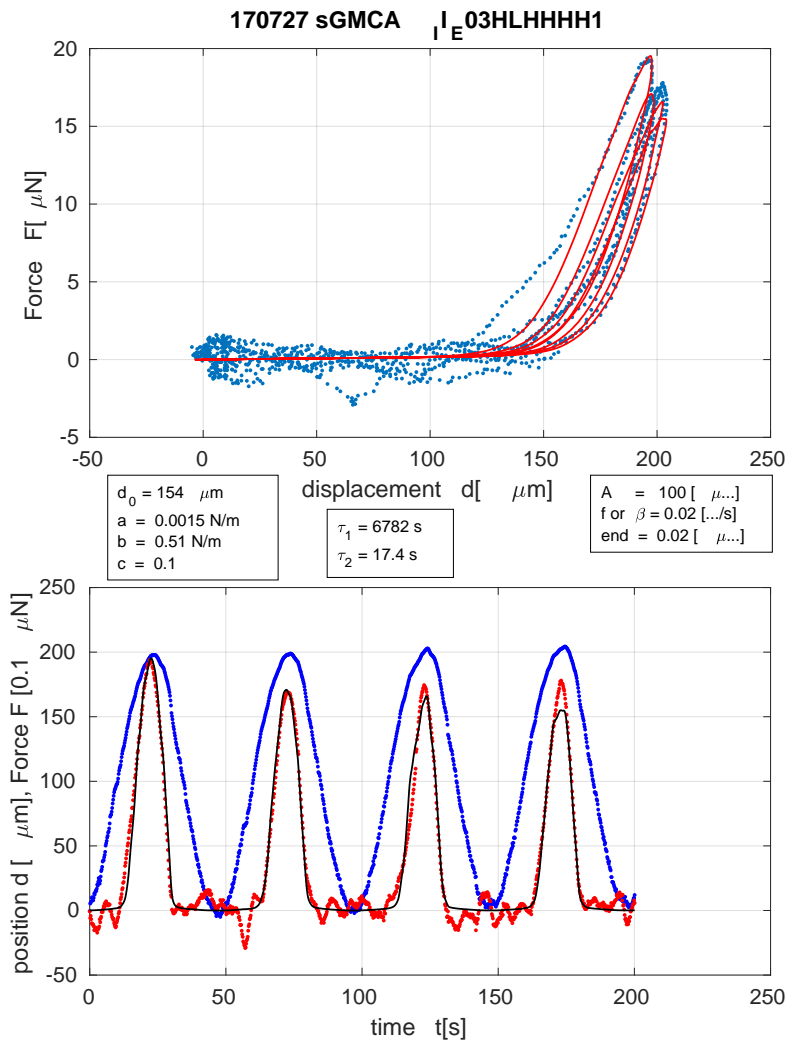 170727 sGMCA IIE03HLHHHH1
20
15
10
5
0
-5
Force F[ μN]
-50 0 50 100 150 200 250
displacement d[ μm]
d0 = 154 μm
a = 0.0015 N/m
b = 0.51 N/m
c = 0.1
τ1 = 6782 s
τ2 = 17.4 s
A = 100 [ μ...]
f or β = 0.02 [.../s]
end = 0.02 [ μ...]
250
200
150
100
50
0
-50
position d [ μm], Force F [0.1 μN]
0 50 100 150 200 250
time t[s]